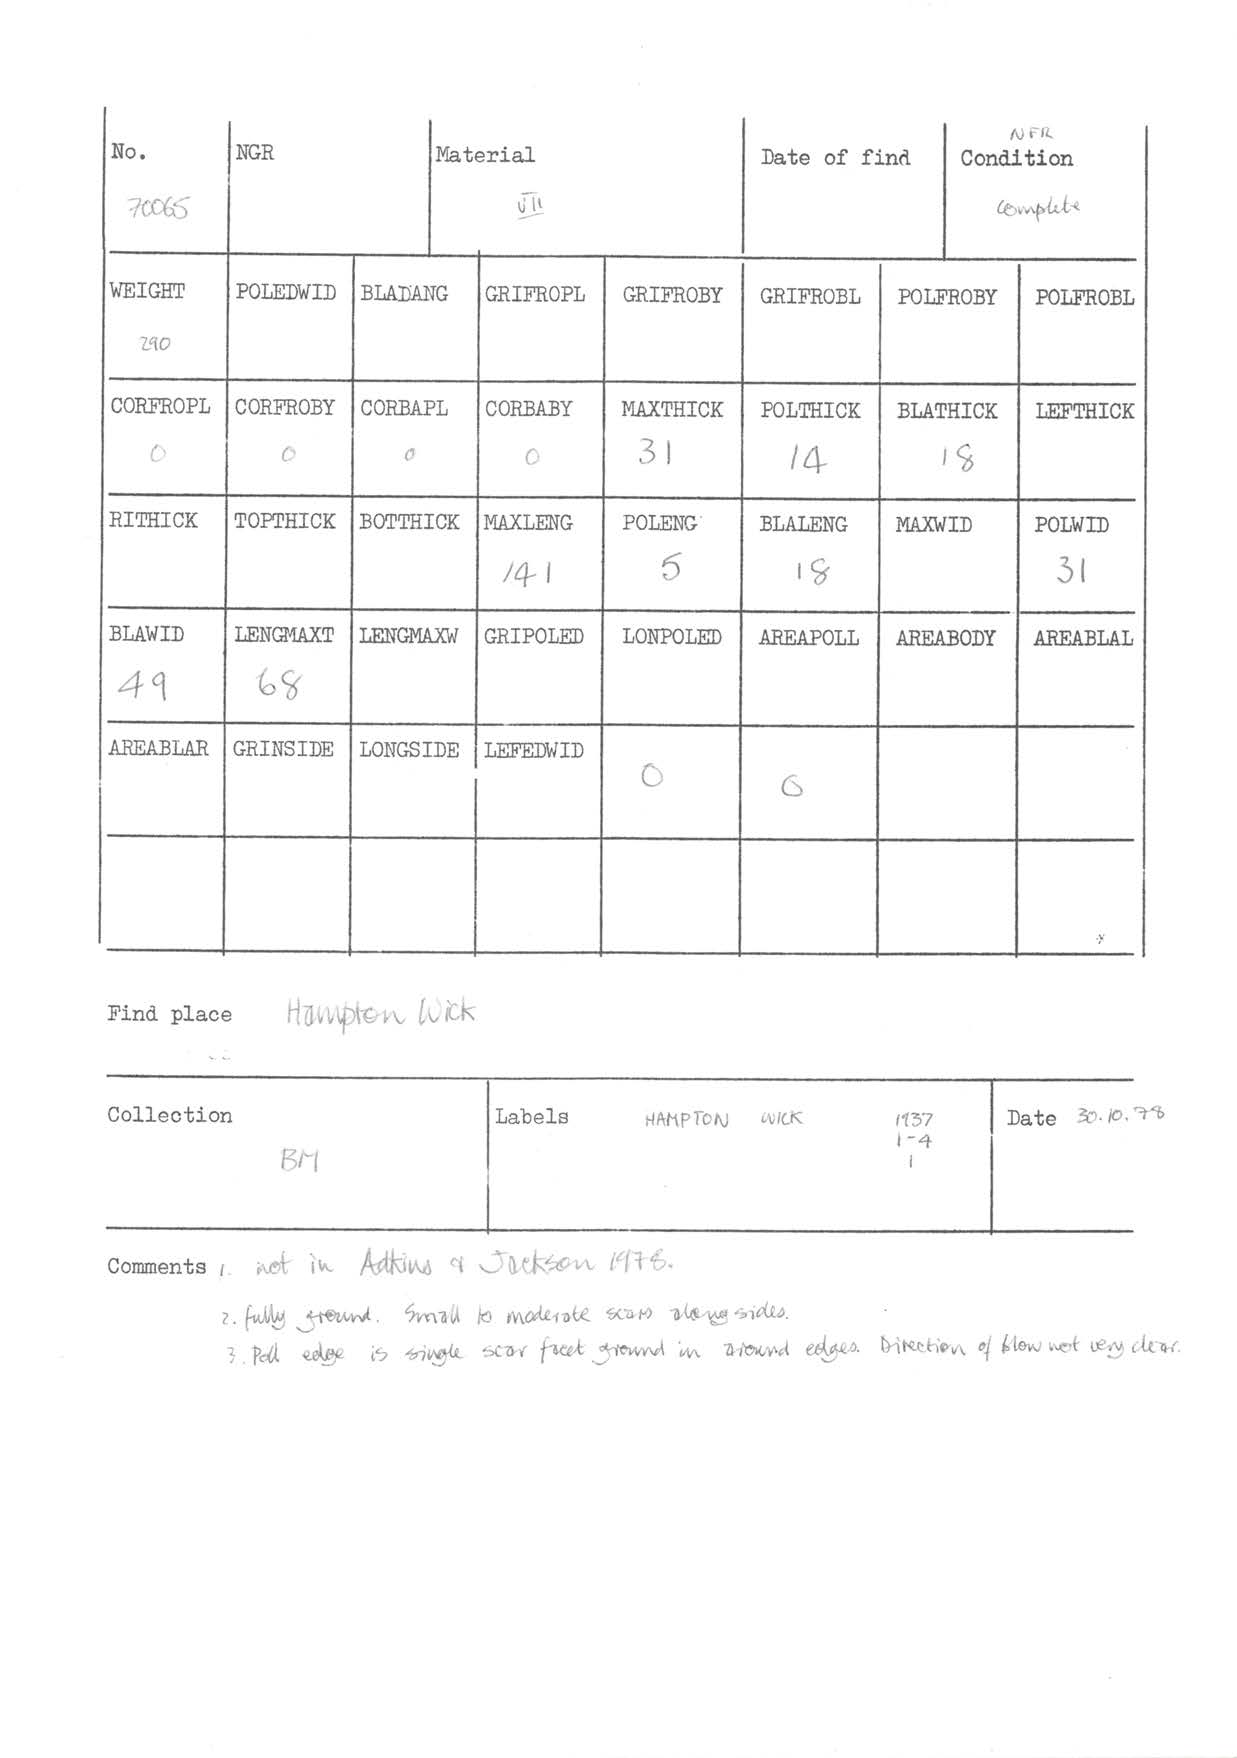 NFR
No. NGR Material Date of find Condition
70065 VII complete
WEIGHT POLEDWID BLADANG GRIFROPL GRIFROBY GRIFROBL POLFROBY POLFROBL
290
CORFROPL CORFROBY CORBAPL CORBABY MAXTHICK POLTHICK BLATHICK LEFTHICK
0 0 0 0 31 14 18
RITHICK TOPTHICK BOTTHICK MAXLENG POLENG BLALENG MAXWID POLWID
141 5 18 31
BLAWID LENGMAXT LENGMAXW GRIPOLED LONPOLED AREAPOLL AREABODY AREABLAL
49 68
AREABLAR GRINSIDE LONGSIDE LEFEDWID
0 0
Find place Hampton Wick
Collection Labels HAMPTON WICK 1937 Date 30.10.78
1-4
BM 1
Comments 1. not in Adkins & Jackson 1978.
2. fully ground. Small to moderate scars along sides.
3. Poll edge is single scar facet ground in around edges. Direction of blow not very clear.